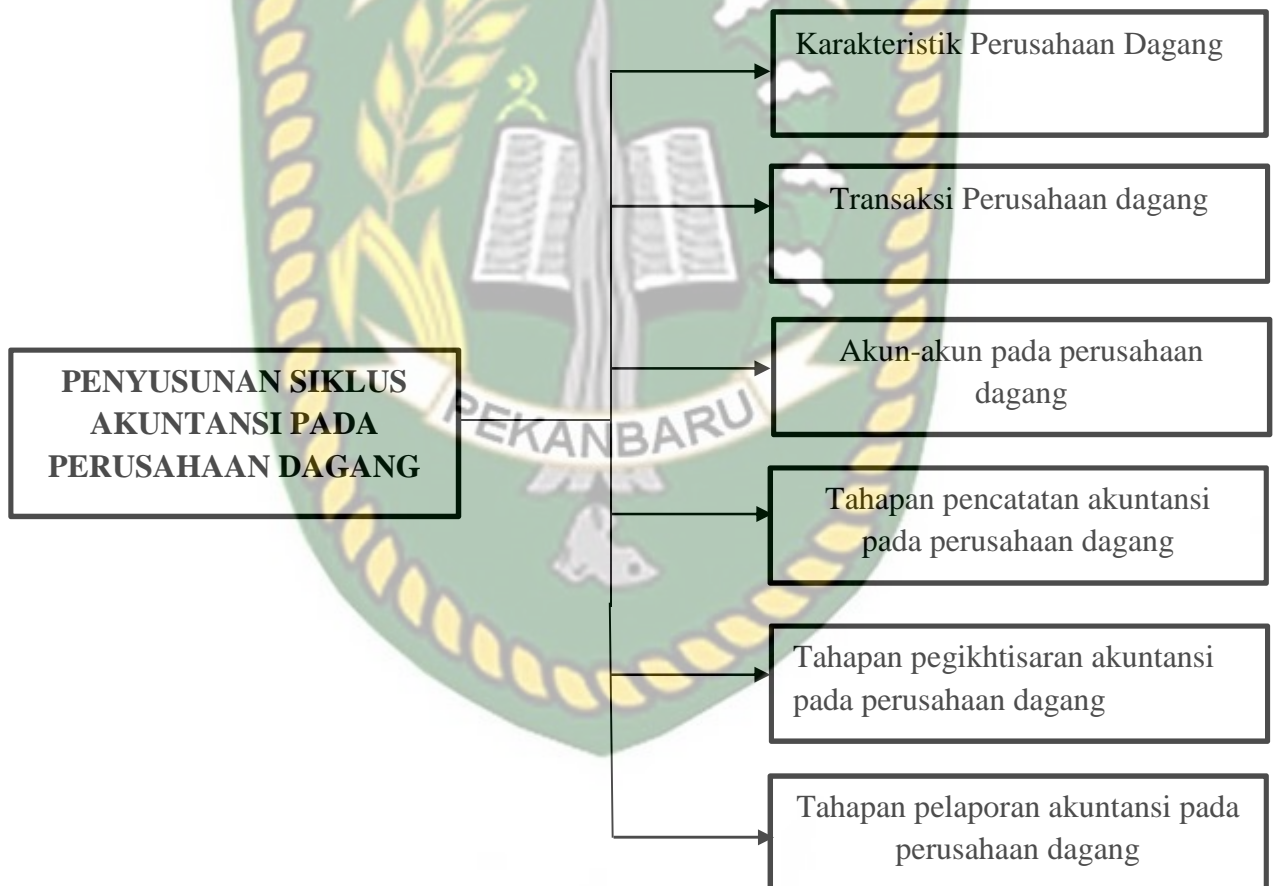 Karakteristik Perusahaan Dagang
Transaksi Perusahaan dagang
Akun-akun pada perusahaan
dagang
PENYUSUNAN SIKLUS
AKUNTANSI PADA
PERUSAHAAN DAGANG
PEKANBARU
Tahapan pencatatan akuntansi
pada perusahaan dagang
Tahapan pegikhtisaran akuntansi
pada perusahaan dagang
Tahapan pelaporan akuntansi pada
perusahaan dagang